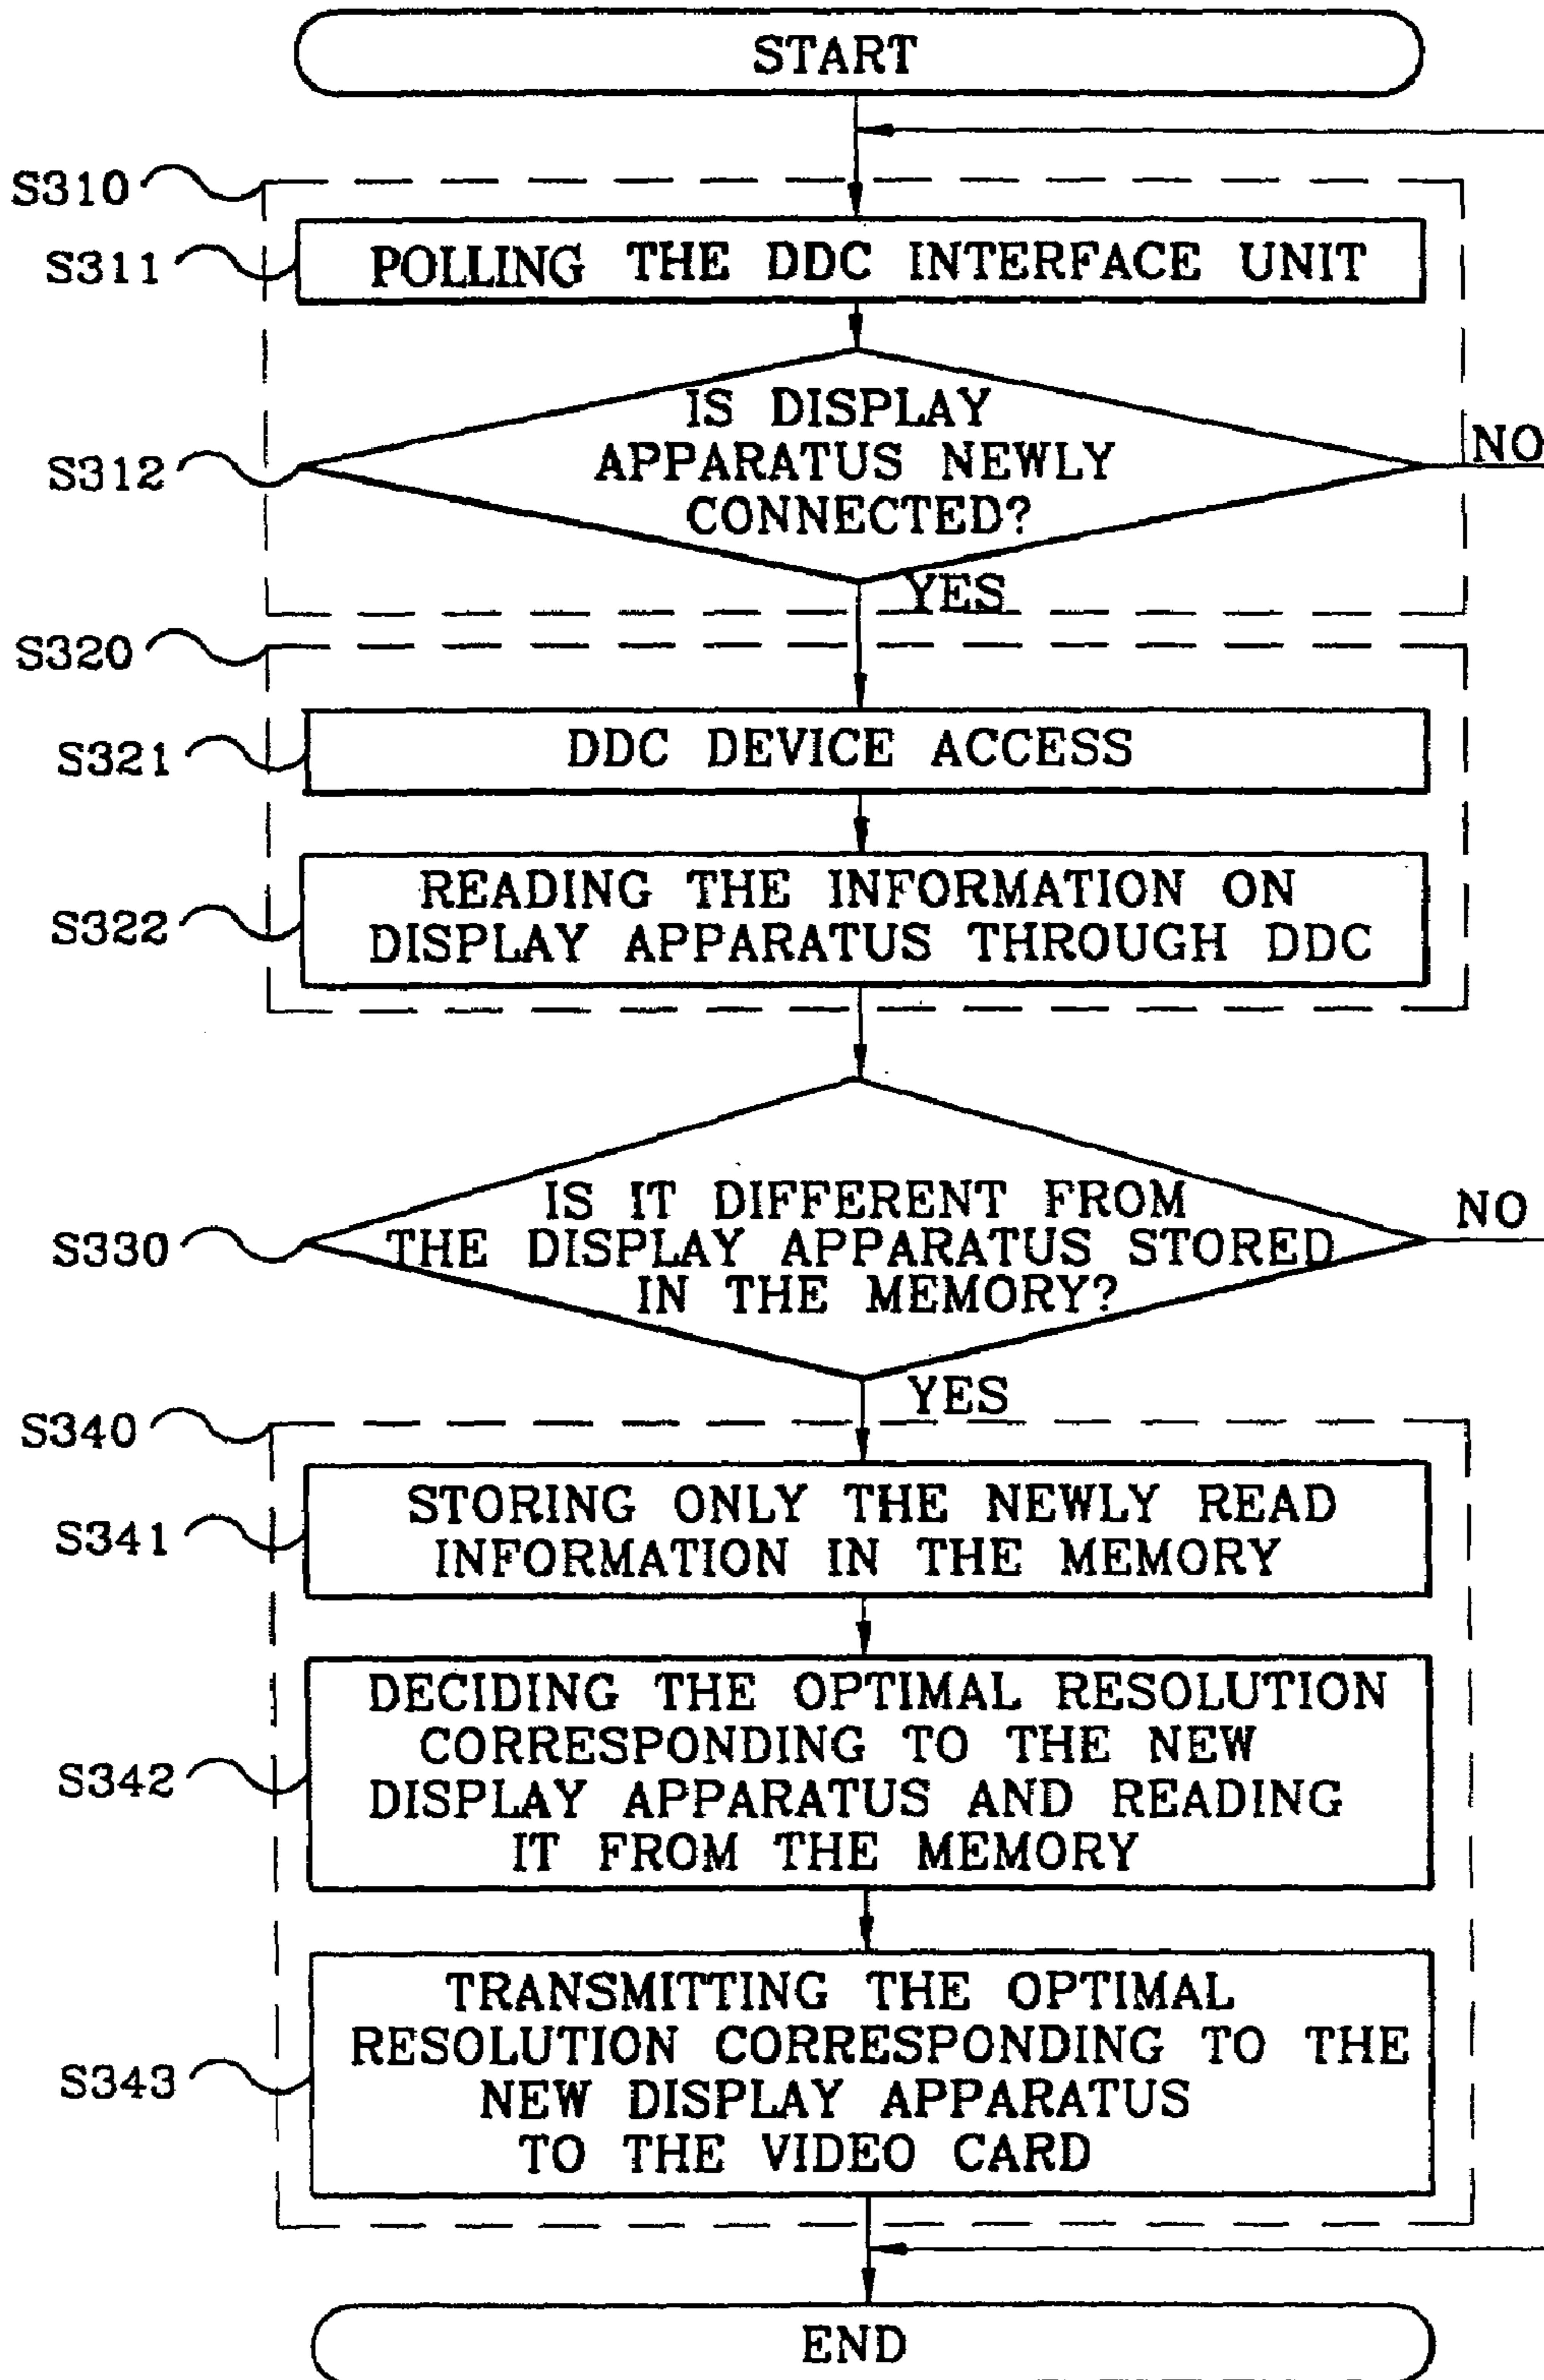 START
S310
S311
POLLING THE DDC INTERFACE UNIT
IS DISPLAY
APPARATUS NEWLY
CONNECTED?
S312
NO
YES
S320
S321
DDC DEVICE ACCESS
S322
READING THE INFORMATION ON
DISPLAY APPARATUS THROUGH DDC
S330
IS IT DIFFERENT FROM
THE DISPLAY APPARATUS STORED
IN THE MEMORY?
NO
YES
S340
S341
STORING ONLY THE NEWLY READ
INFORMATION IN THE MEMORY
S342
DECIDING THE OPTIMAL RESOLUTION
CORRESPONDING TO THE NEW
DISPLAY APPARATUS AND READING
IT FROM THE MEMORY
S343
TRANSMITTING THE OPTIMAL
RESOLUTION CORRESPONDING TO THE
NEW DISPLAY APPARATUS
TO THE VIDEO CARD
END